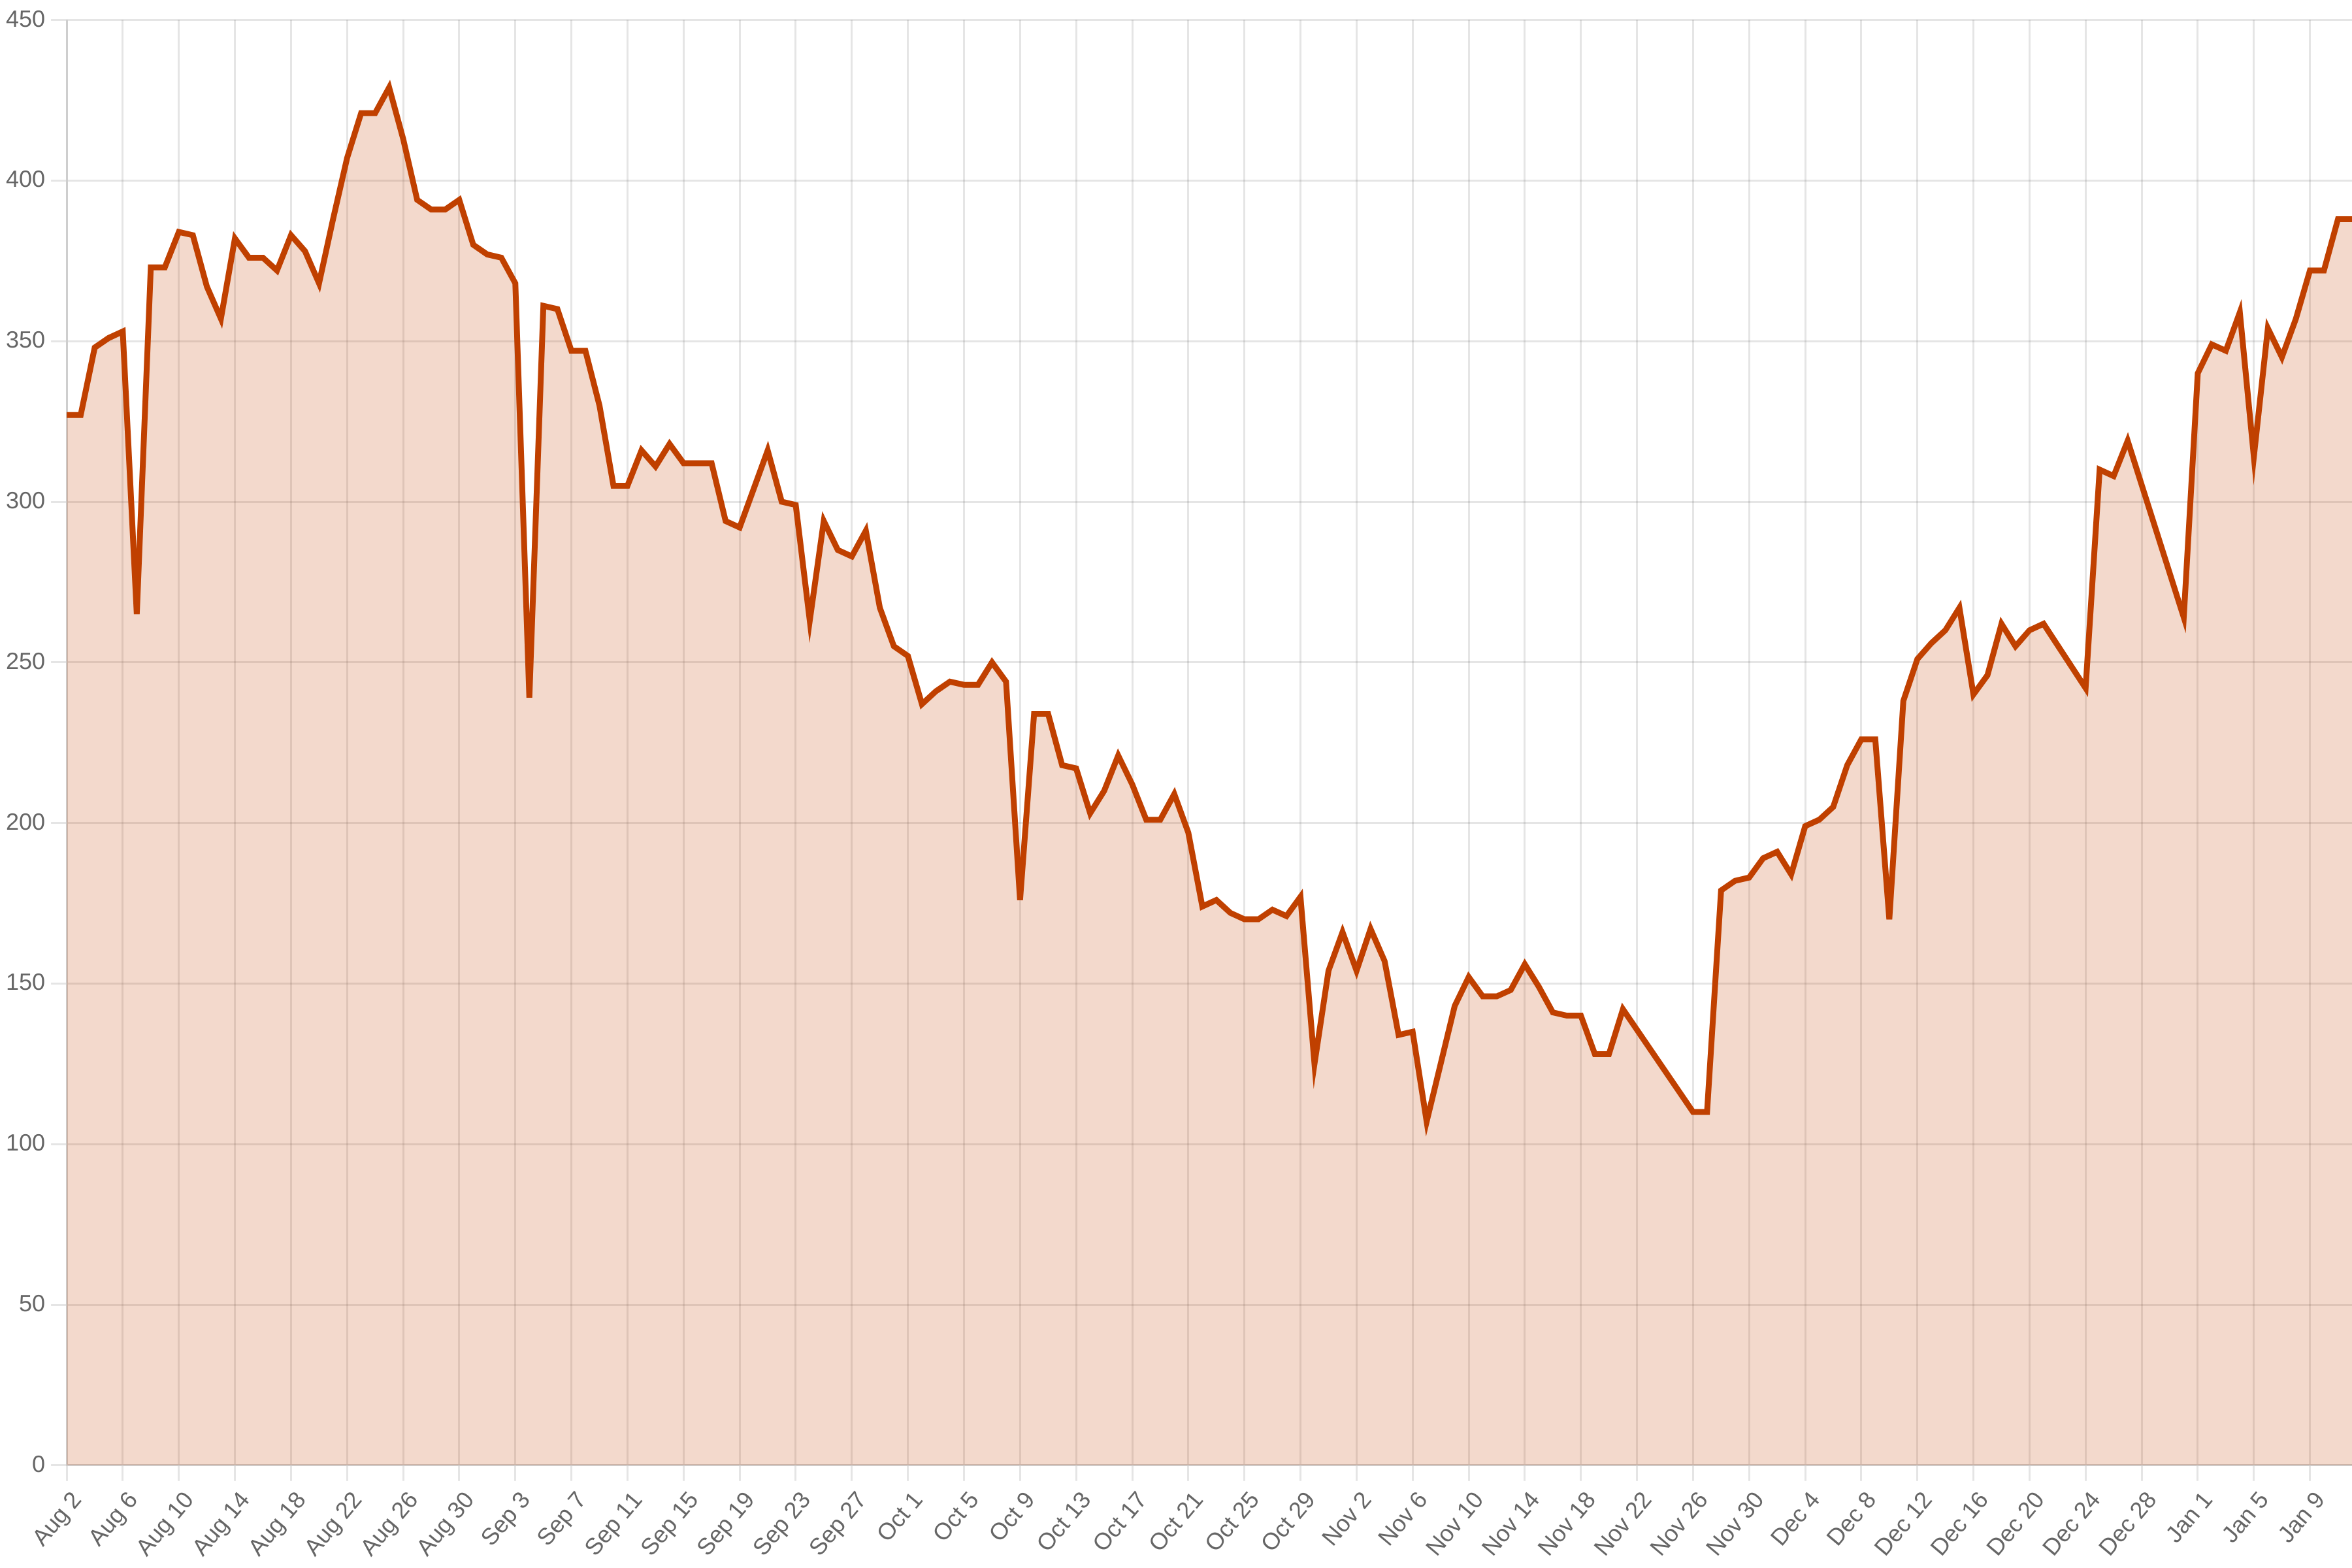 450
400
350
300
250
200
150
100
50
0
Aug 2
Aug 6
Aug 10
Aug 14
Aug 18
Aug 22
Aug 26
Aug 30
Sep 3
Sep 7
Sep 11
Sep 15
Sep 19
Sep 23
Sep 27
Oct 1
Oct 5
Oct 9
Oct 13
Oct 17
Oct 21
Oct 25
Oct 29
Nov 2
Nov 6
Nov 10
Nov 14
Nov 18
Nov 22
Nov 26
Nov 30
Dec 4
Dec 8
Dec 12
Dec 16
Dec 20
Dec 24
Dec 28
Jan 1
Jan 5
Jan 9